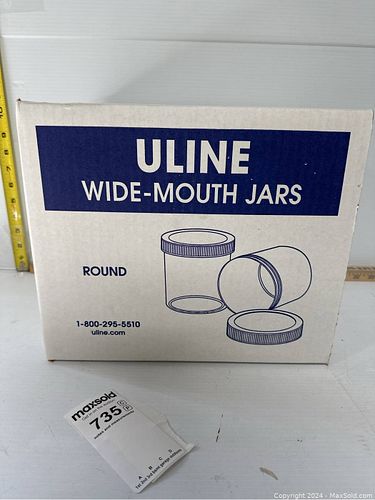 ULINE
WIDE-MOUTH JARS
ROUND
1-800-295-5510
uline.com
maxsold
735
A B C D
Copyright 2024 - MaxSold.com